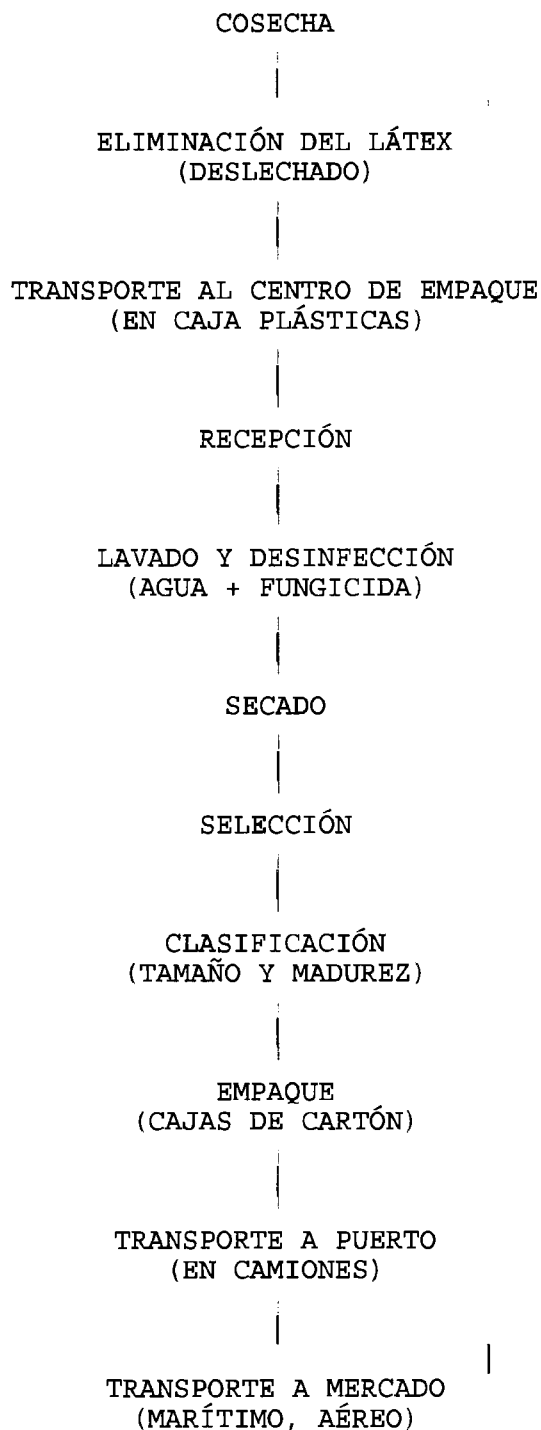 COSECHA
ELIMINACIÓN DEL LÁTEX
(DESLECHADO)
TRANSPORTE AL CENTRO DE EMPAQUE
(EN CAJA PLÁSTICAS)
RECEPCIÓN
LAVADO Y DESINFECCIÓN
(AGUA + FUNGICIDA)
SECADO
SELECCIÓN
CLASIFICACIÓN
(TAMAÑO Y MADUREZ)
EMPAQUE
(CAJAS DE CARTÓN)
TRANSPORTE A PUERTO
(EN CAMIONES)
TRANSPORTE A MERCADO
(MARÍTIMO, AÉREO)